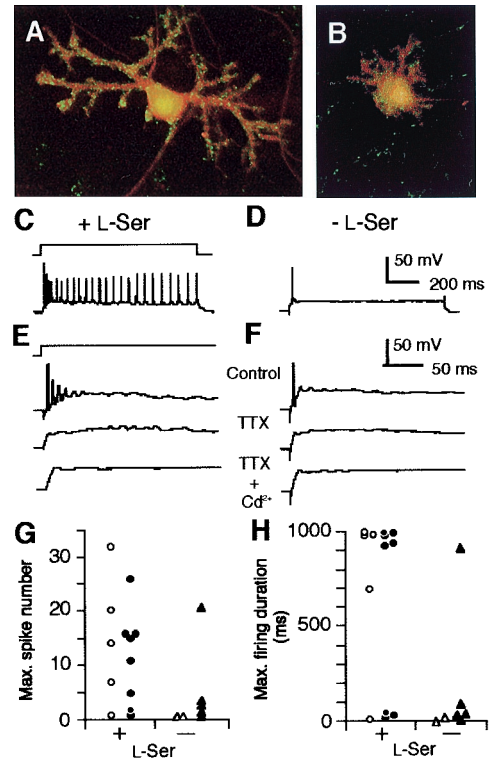 A
B
C
+ L-Ser
D
- L-Ser
50 mV
200 ms
E
F
50 mV
50 ms
Control
TTX
TTX
+
Cd²⁺
G
Max. spike number
30
20
10
0
+
—
L-Ser
H
Max. firing duration
(ms)
1000
500
0
+
—
L-Ser